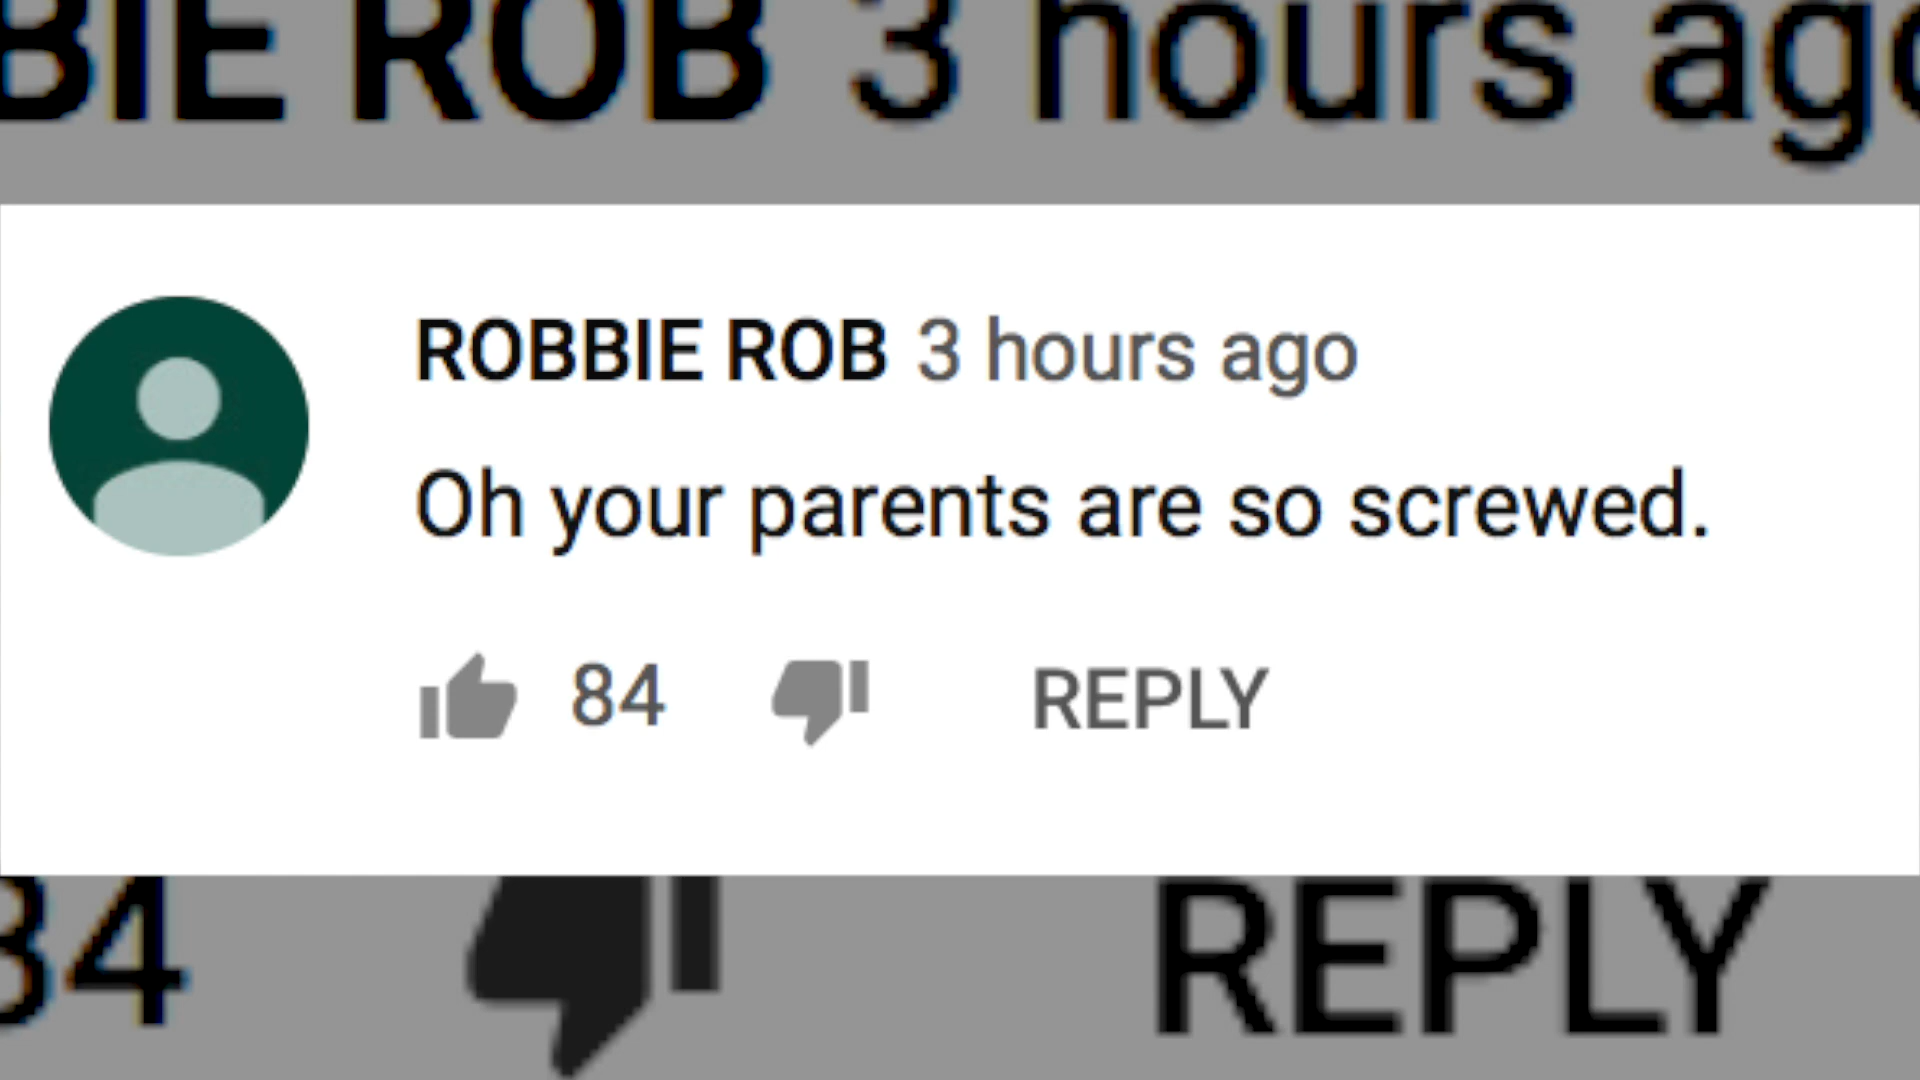 BIE ROB 3 hours ago
ROBBIE ROB 3 hours ago
Oh your parents are so screwed.
84 REPLY
84 REPLY